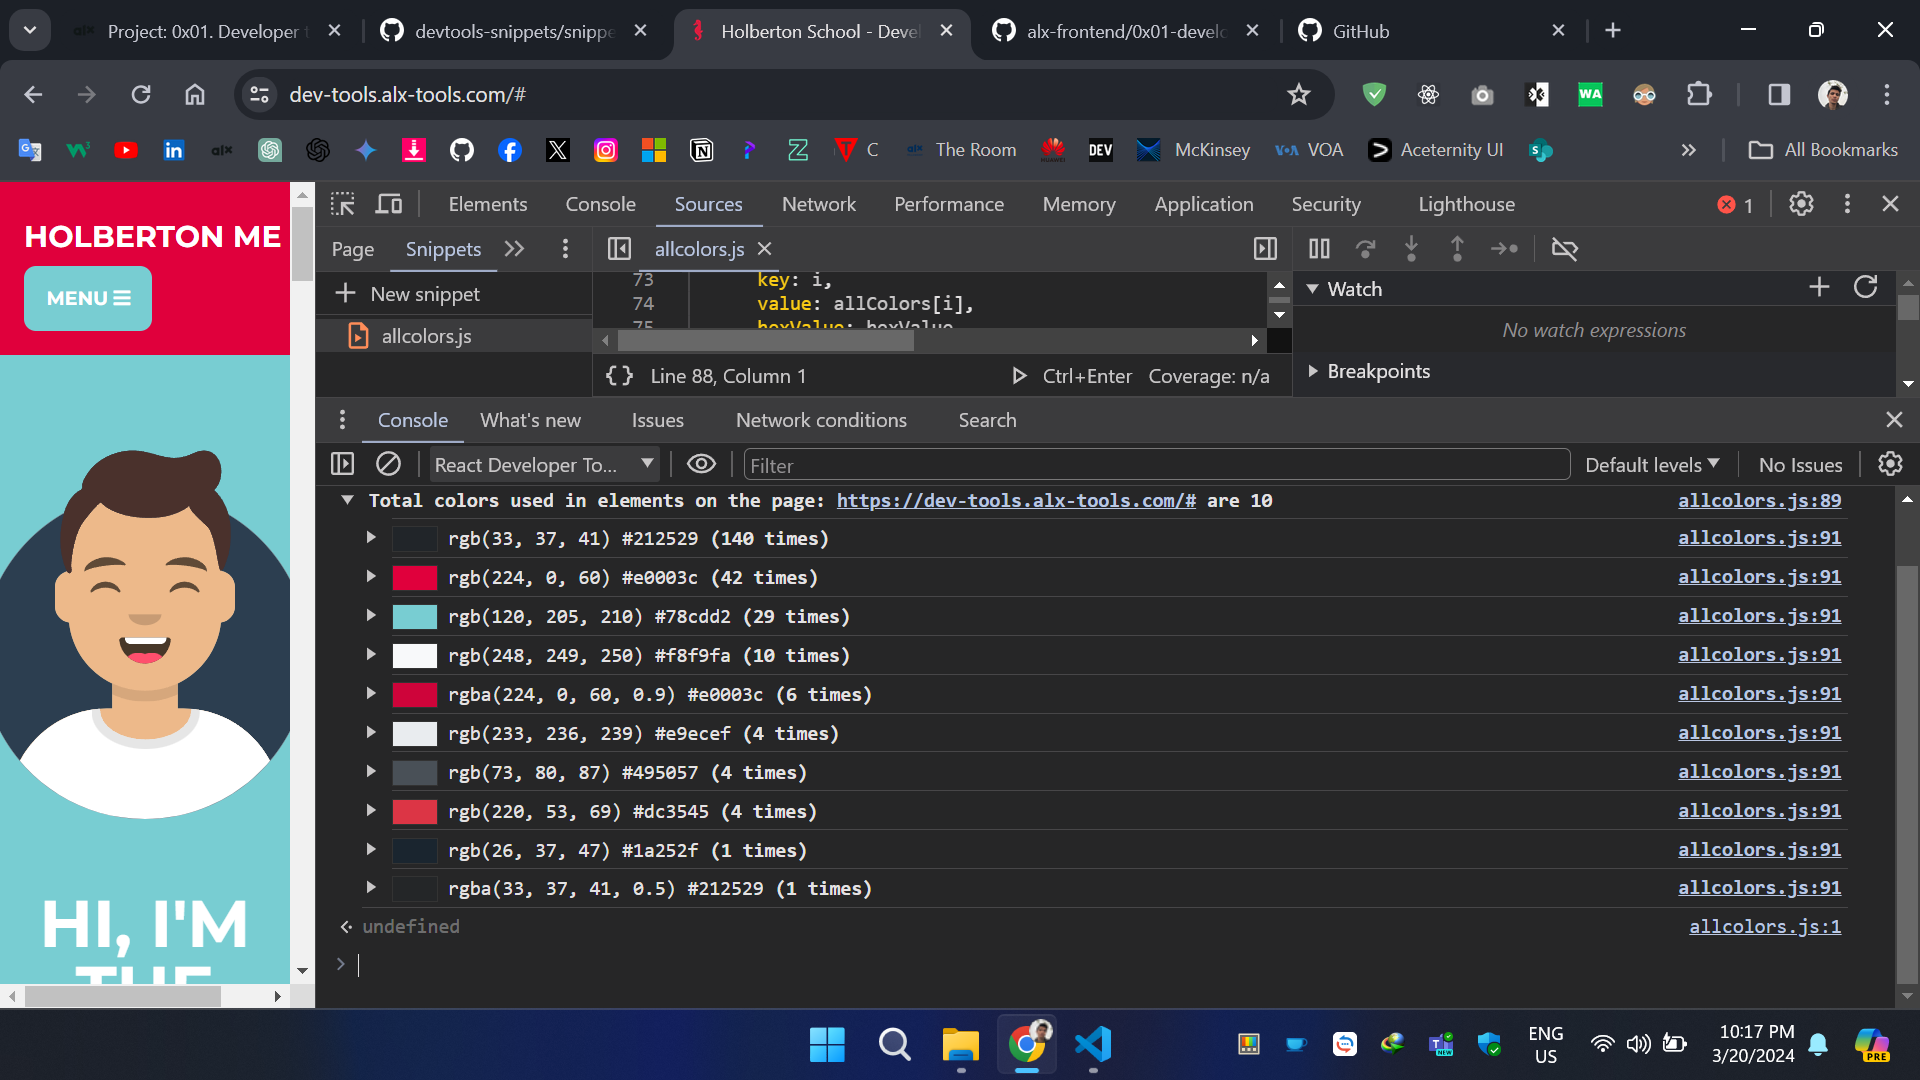 Project: 0x01. Developer t
devtools-snippets/snippe
Holberton School - Devel
alx-frontend/0x01-develo
GitHub
dev-tools.alx-tools.com/#
C
The Room
McKinsey
VOA
Aceternity UI
All Bookmarks
HOLBERTON ME
MENU
HI, I'M
THE
Elements
Console
Sources
Network
Performance
Memory
Application
Security
Lighthouse
1
Page
Snippets
allcolors.js
New snippet
allcolors.js
73 key: i,
74 value: allColors[i],
75 hexValue: hexValue
Line 88, Column 1
Ctrl+Enter
Coverage: n/a
Watch
No watch expressions
Breakpoints
Console
What's new
Issues
Network conditions
Search
React Developer To...
Filter
Default levels
No Issues
Total colors used in elements on the page: https://dev-tools.alx-tools.com/# are 10 allcolors.js:89
rgb(33, 37, 41) #212529 (140 times) allcolors.js:91
rgb(224, 0, 60) #e0003c (42 times) allcolors.js:91
rgb(120, 205, 210) #78cdd2 (29 times) allcolors.js:91
rgb(248, 249, 250) #f8f9fa (10 times) allcolors.js:91
rgba(224, 0, 60, 0.9) #e0003c (6 times) allcolors.js:91
rgb(233, 236, 239) #e9ecef (4 times) allcolors.js:91
rgb(73, 80, 87) #495057 (4 times) allcolors.js:91
rgb(220, 53, 69) #dc3545 (4 times) allcolors.js:91
rgb(26, 37, 47) #1a252f (1 times) allcolors.js:91
rgba(33, 37, 41, 0.5) #212529 (1 times) allcolors.js:91
undefined allcolors.js:1
ENG
US
10:17 PM
3/20/2024
PRE